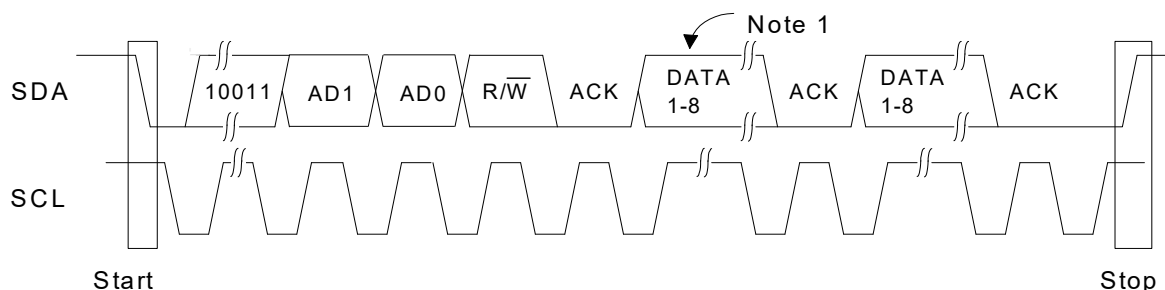 Note 1
SDA
10011
AD1
AD0
R/W̅
ACK
DATA
1-8
ACK
DATA
1-8
ACK
SCL
Start
Stop